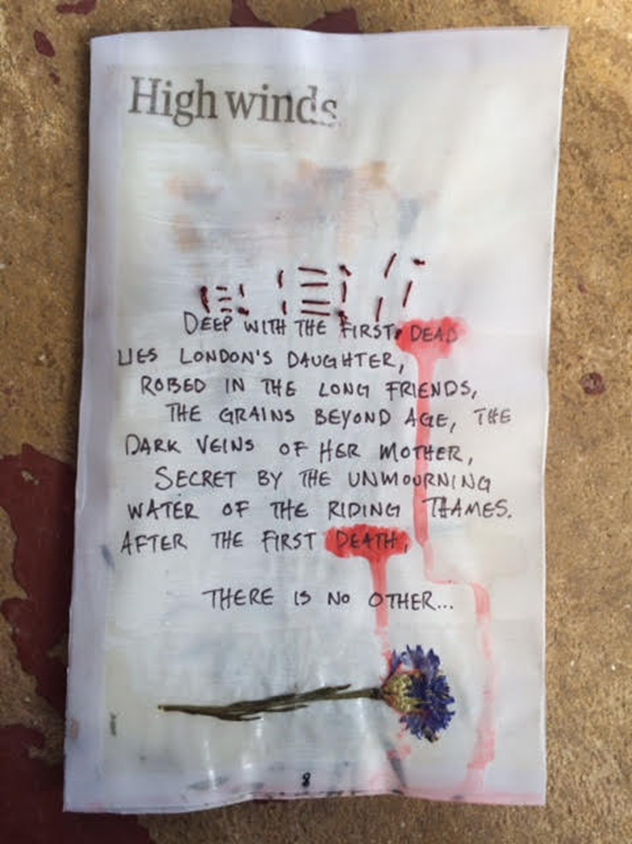 High winds
DEEP WITH THE FIRST DEAD
LIES LONDON'S DAUGHTER,
ROBED IN THE LONG FRIENDS,
THE GRAINS BEYOND AGE, THE
DARK VEINS OF HER MOTHER,
SECRET BY THE UNMOURNING
WATER OF THE RIDING THAMES.
AFTER THE FIRST DEATH,
THERE IS NO OTHER...
8